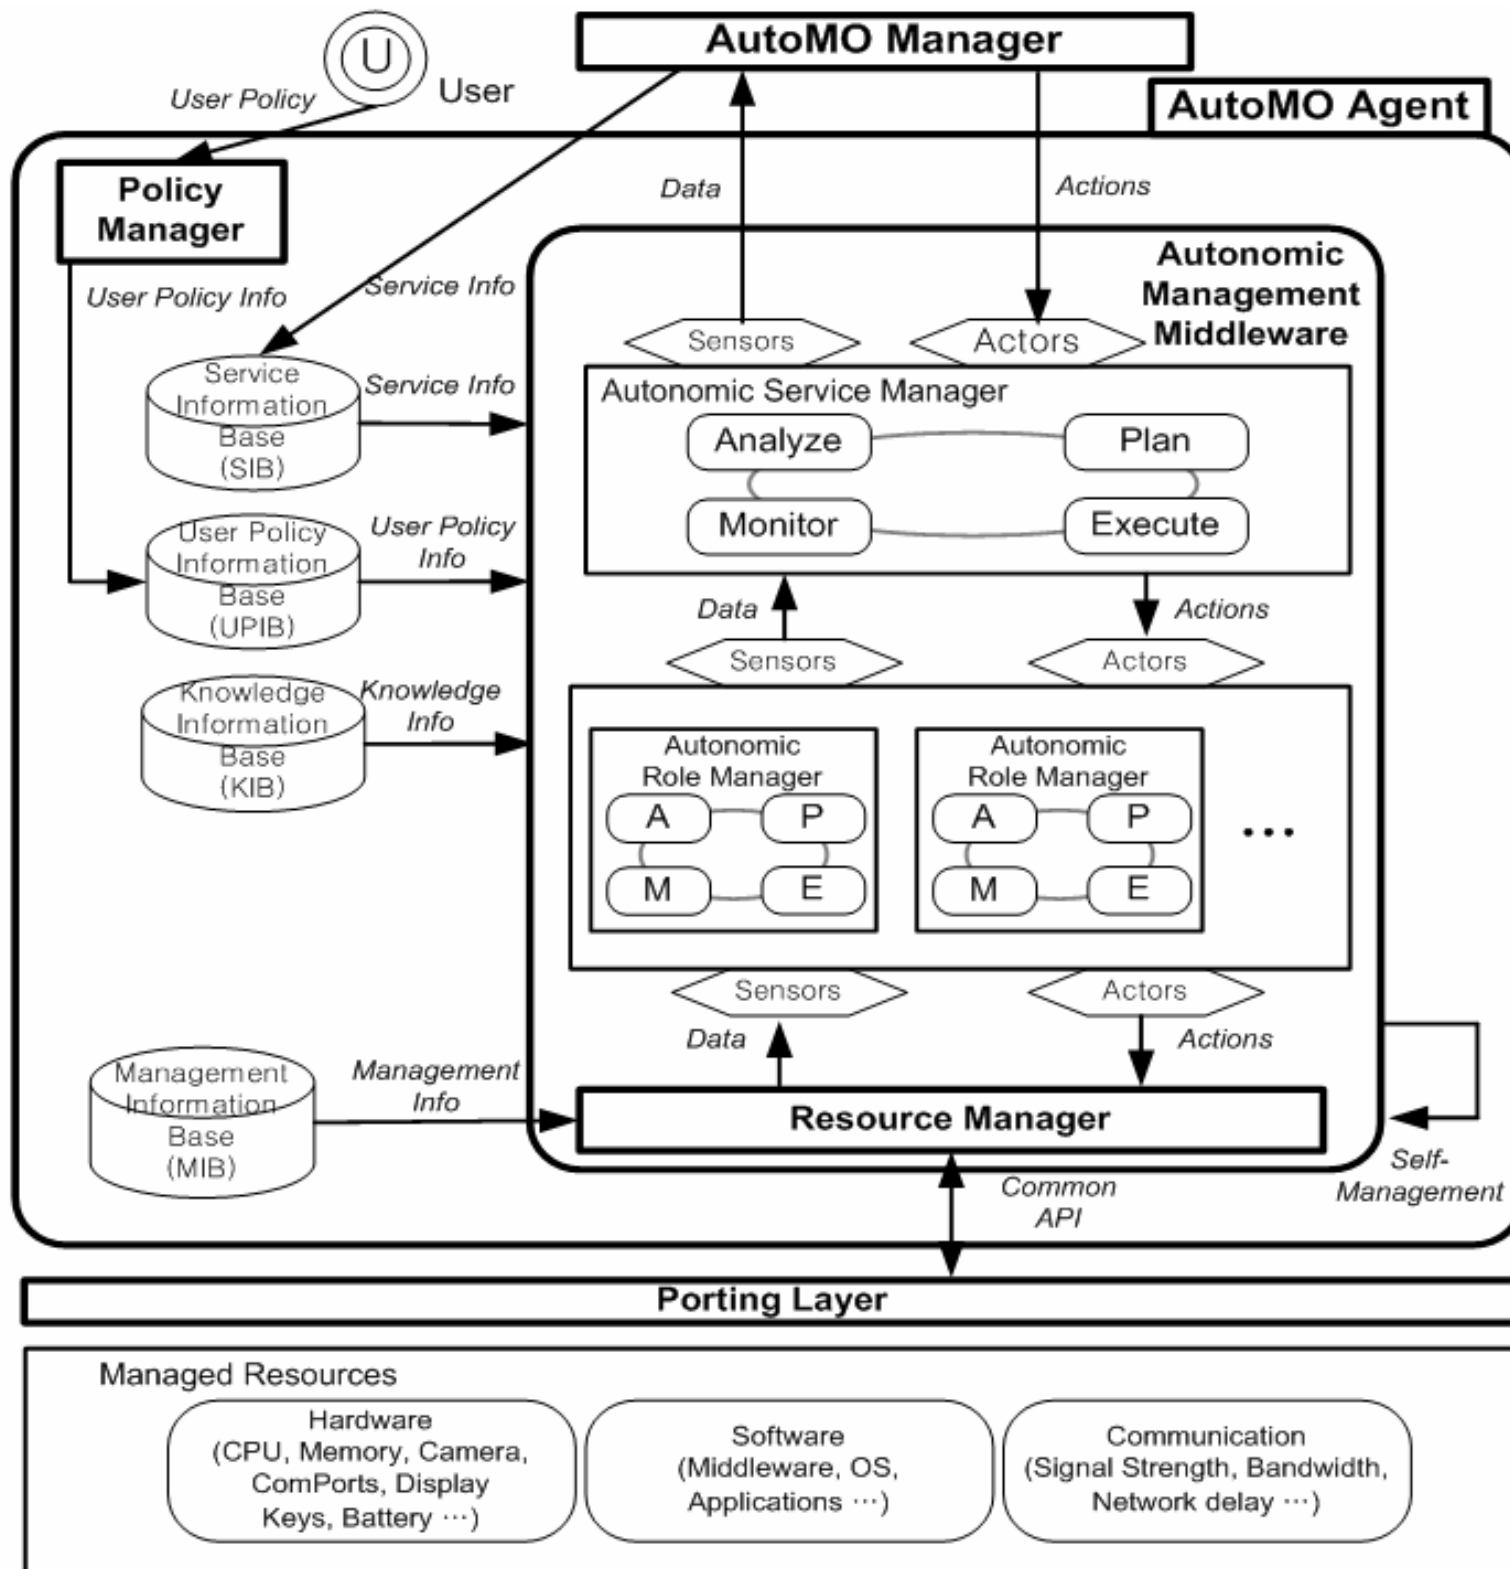 AutoMO Manager
U
User
User Policy
AutoMO Agent
Policy
Manager
Data
Actions
User Policy Info
Service Info
Autonomic
Management
Middleware
Sensors
Actors
Service
Information
Base
(SIB)
Service Info
Autonomic Service Manager
Analyze
Plan
Monitor
Execute
User Policy
Information
Base
(UPIB)
User Policy
Info
Data
Actions
Sensors
Actors
Knowledge
Information
Base
(KIB)
Knowledge
Info
Autonomic
Role Manager
A
P
M
E
Autonomic
Role Manager
A
P
M
E
...
Sensors
Actors
Data
Actions
Management
Information
Base
(MIB)
Management
Info
Resource Manager
Self-
Management
Common
API
Porting Layer
Managed Resources
Hardware
(CPU, Memory, Camera,
ComPorts, Display
Keys, Battery ···)
Software
(Middleware, OS,
Applications ···)
Communication
(Signal Strength, Bandwidth,
Network delay ···)